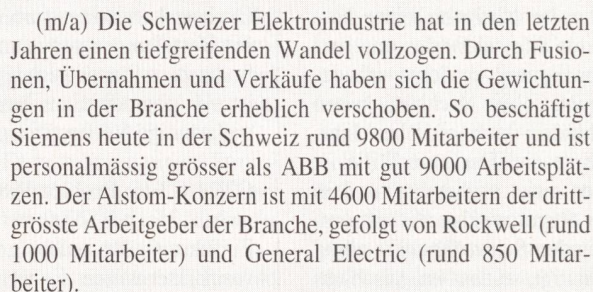 (m/a) Die Schweizer Elektroindustrie hat in den letzten
Jahren einen tiefgreifenden Wandel vollzogen. Durch Fusio-
nen, Übernahmen und Verkäufe haben sich die Gewichtun-
gen in der Branche erheblich verschoben. So beschäftigt
Siemens heute in der Schweiz rund 9800 Mitarbeiter und ist
personalmässig grösser als ABB mit gut 9000 Arbeitsplät-
zen. Der Alstom-Konzern ist mit 4600 Mitarbeitern der dritt-
grösste Arbeitgeber der Branche, gefolgt von Rockwell (rund
1000 Mitarbeiter) und General Electric (rund 850 Mitar-
beiter).